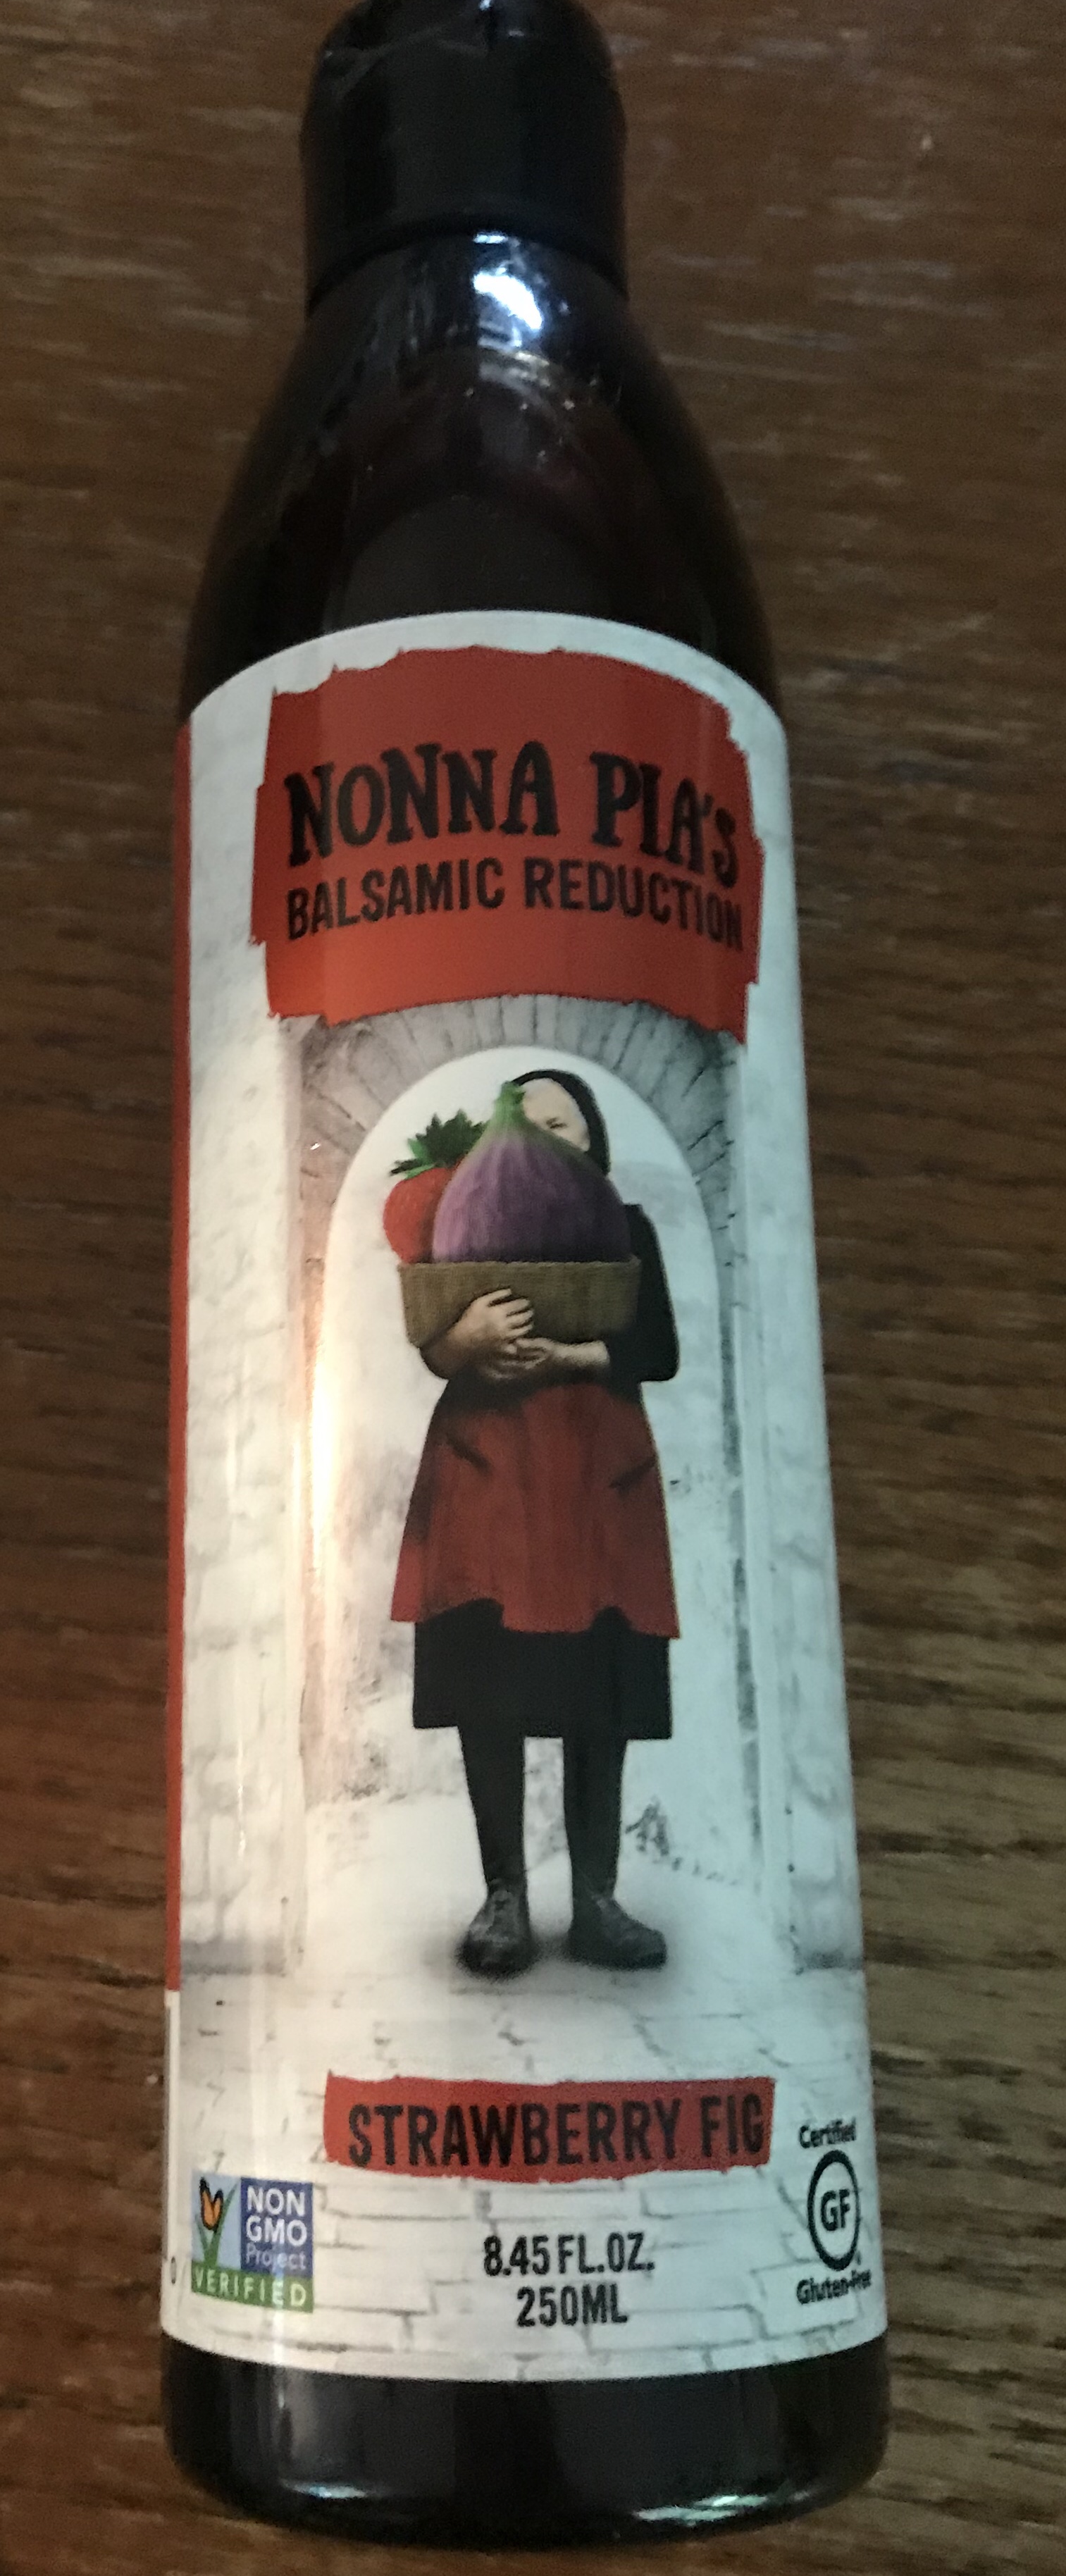 NONNA PIA'S
BALSAMIC REDUCTION
STRAWBERRY FIG
NON
GMO
Project
VERIFIED
8.45 FL.OZ.
250ML
Certified
GF
Gluten-Free